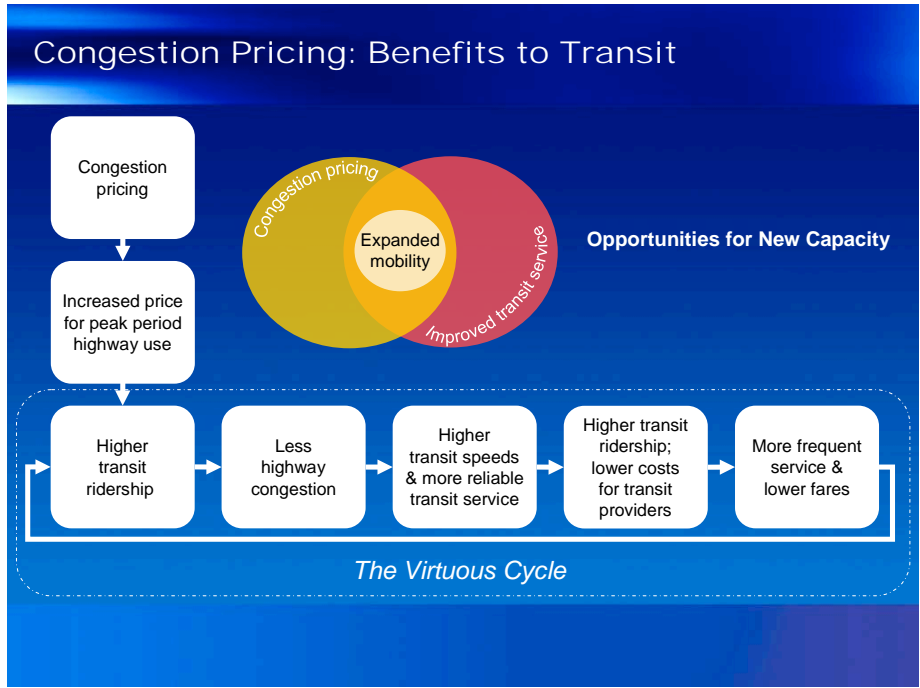 Congestion Pricing: Benefits to Transit
Congestion
pricing
Congestion pricing
Expanded
mobility
Improved transit service
Opportunities for New Capacity
Increased price
for peak period
highway use
Higher
transit
ridership
Less
highway
congestion
Higher
transit speeds
& more reliable
transit service
Higher transit
ridership;
lower costs
for transit
providers
More frequent
service &
lower fares
The Virtuous Cycle